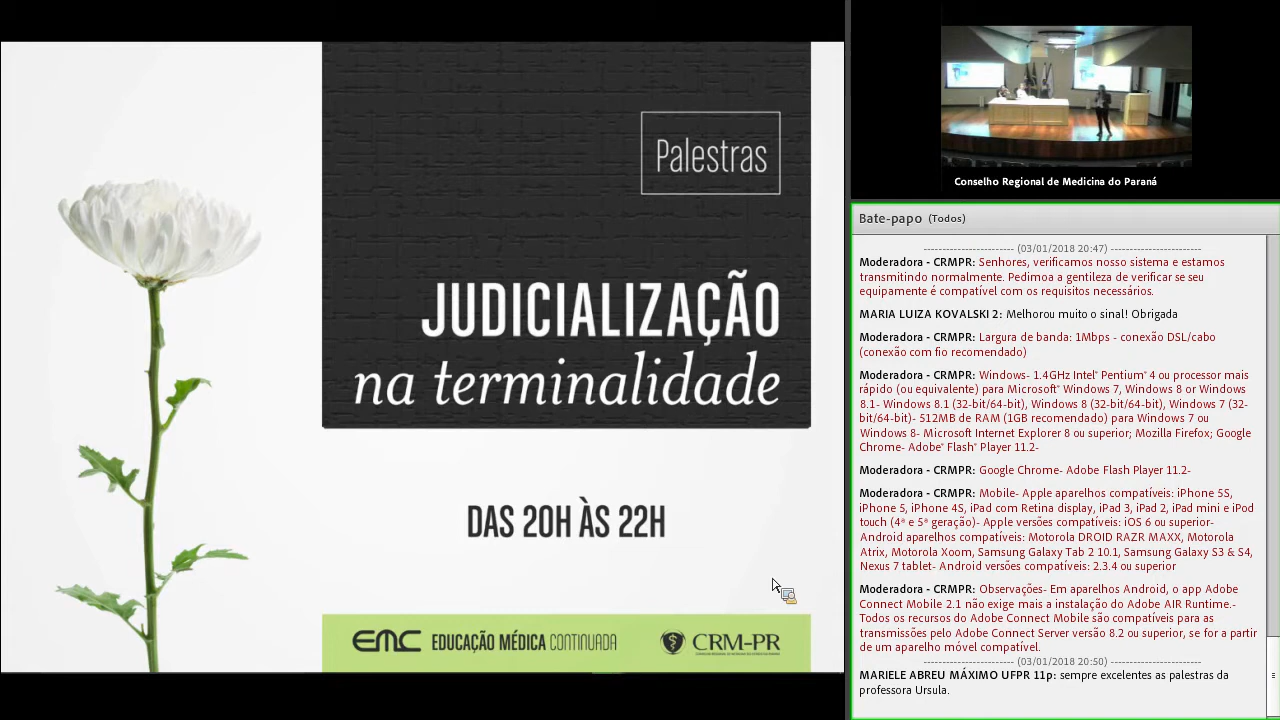 Palestras
JUDICIALIZAÇÃO
na terminalidade
DAS 20H ÀS 22H
EMC EDUCAÇÃO MÉDICA CONTINUADA
CRM-PR
Conselho Regional de Medicina do Paraná
Bate-papo (Todos)
----------------------- (03/01/2018 20:47) -----------------------
Moderadora - CRMPR: Senhores, verificamos nosso sistema e estamos
transmitindo normalmente. Pedimoa a gentileza de verificar se seu
equipamente é compatível com os requisitos necessários.
MARIA LUIZA KOVALSKI 2: Melhorou muito o sinal! Obrigada
Moderadora - CRMPR: Largura de banda: 1Mbps - conexão DSL/cabo
(conexão com fio recomendado)
Moderadora - CRMPR: Windows- 1.4GHz Intel® Pentium® 4 ou processor mais
rápido (ou equivalente) para Microsoft® Windows 7, Windows 8 or Windows
8.1- Windows 8.1 (32-bit/64-bit), Windows 8 (32-bit/64-bit), Windows 7 (32-
bit/64-bit)- 512MB de RAM (1GB recomendado) para Windows 7 ou
Windows 8- Microsoft Internet Explorer 8 ou superior; Mozilla Firefox; Google
Chrome- Adobe® Flash® Player 11.2-
Moderadora - CRMPR: Google Chrome- Adobe Flash Player 11.2-
Moderadora - CRMPR: Mobile- Apple aparelhos compatíveis: iPhone 5S,
iPhone 5, iPhone 4S, iPad com Retina display, iPad 3, iPad 2, iPad mini e iPod
touch (4ª e 5ª geração)- Apple versões compatíveis: iOS 6 ou superior-
Android aparelhos compatíveis: Motorola DROID RAZR MAXX, Motorola
Atrix, Motorola Xoom, Samsung Galaxy Tab 2 10.1, Samsung Galaxy S3 & S4,
Nexus 7 tablet- Android versões compatíveis: 2.3.4 ou superior
Moderadora - CRMPR: Observações- Em aparelhos Android, o app Adobe
Connect Mobile 2.1 não exige mais a instalação do Adobe AIR Runtime.-
Todos os recursos do Adobe Connect Mobile são compatíveis para as
transmissões pelo Adobe Connect Server versão 8.2 ou superior, se for a partir
de um aparelho móvel compatível.
----------------------- (03/01/2018 20:50) -----------------------
MARIELE ABREU MÁXIMO UFPR 11p: sempre excelentes as palestras da
professora Ursula.